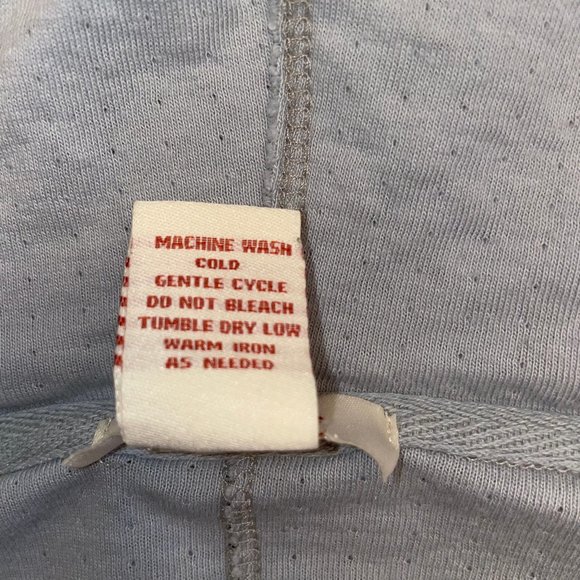 MACHINE WASH
COLD
GENTLE CYCLE
DO NOT BLEACH
TUMBLE DRY LOW
WARM IRON
AS NEEDED